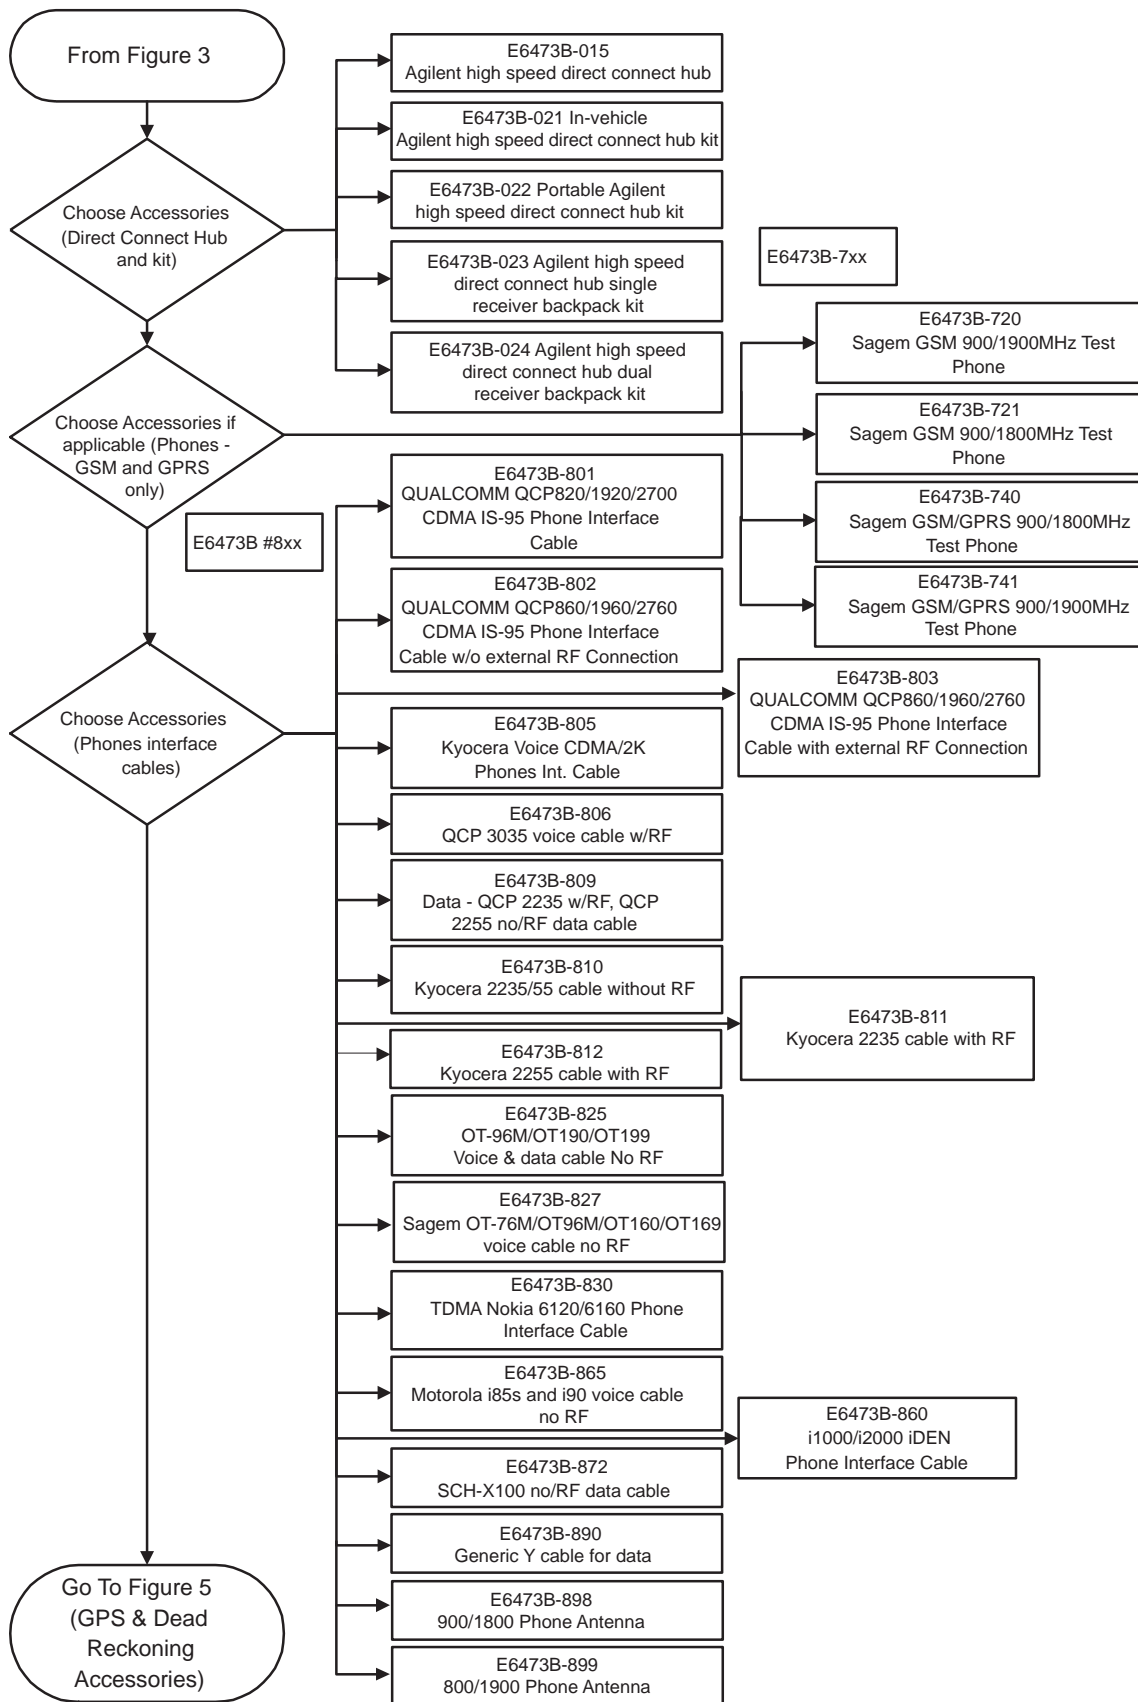 From Figure 3
E6473B-015
Agilent high speed direct connect hub
E6473B-021 In-vehicle
Agilent high speed direct connect hub kit
Choose Accessories
(Direct Connect Hub
and kit)
E6473B-022 Portable Agilent
high speed direct connect hub kit
E6473B-023 Agilent high speed
direct connect hub single
receiver backpack kit
E6473B-024 Agilent high speed
direct connect hub dual
receiver backpack kit
E6473B-7xx
Choose Accessories if
applicable (Phones -
GSM and GPRS
only)
E6473B-720
Sagem GSM 900/1900MHz Test
Phone
E6473B-721
Sagem GSM 900/1800MHz Test
Phone
E6473B-740
Sagem GSM/GPRS 900/1800MHz
Test Phone
E6473B-741
Sagem GSM/GPRS 900/1900MHz
Test Phone
E6473B #8xx
Choose Accessories
(Phones interface
cables)
E6473B-801
QUALCOMM QCP820/1920/2700
CDMA IS-95 Phone Interface
Cable
E6473B-802
QUALCOMM QCP860/1960/2760
CDMA IS-95 Phone Interface
Cable w/o external RF Connection
E6473B-803
QUALCOMM QCP860/1960/2760
CDMA IS-95 Phone Interface
Cable with external RF Connection
E6473B-805
Kyocera Voice CDMA/2K
Phones Int. Cable
E6473B-806
QCP 3035 voice cable w/RF
E6473B-809
Data - QCP 2235 w/RF, QCP
2255 no/RF data cable
E6473B-810
Kyocera 2235/55 cable without RF
E6473B-811
Kyocera 2235 cable with RF
E6473B-812
Kyocera 2255 cable with RF
E6473B-825
OT-96M/OT190/OT199
Voice & data cable No RF
E6473B-827
Sagem OT-76M/OT96M/OT160/OT169
voice cable no RF
E6473B-830
TDMA Nokia 6120/6160 Phone
Interface Cable
E6473B-865
Motorola i85s and i90 voice cable
no RF
E6473B-860
i1000/i2000 iDEN
Phone Interface Cable
E6473B-872
SCH-X100 no/RF data cable
E6473B-890
Generic Y cable for data
E6473B-898
900/1800 Phone Antenna
E6473B-899
800/1900 Phone Antenna
Go To Figure 5
(GPS & Dead
Reckoning
Accessories)